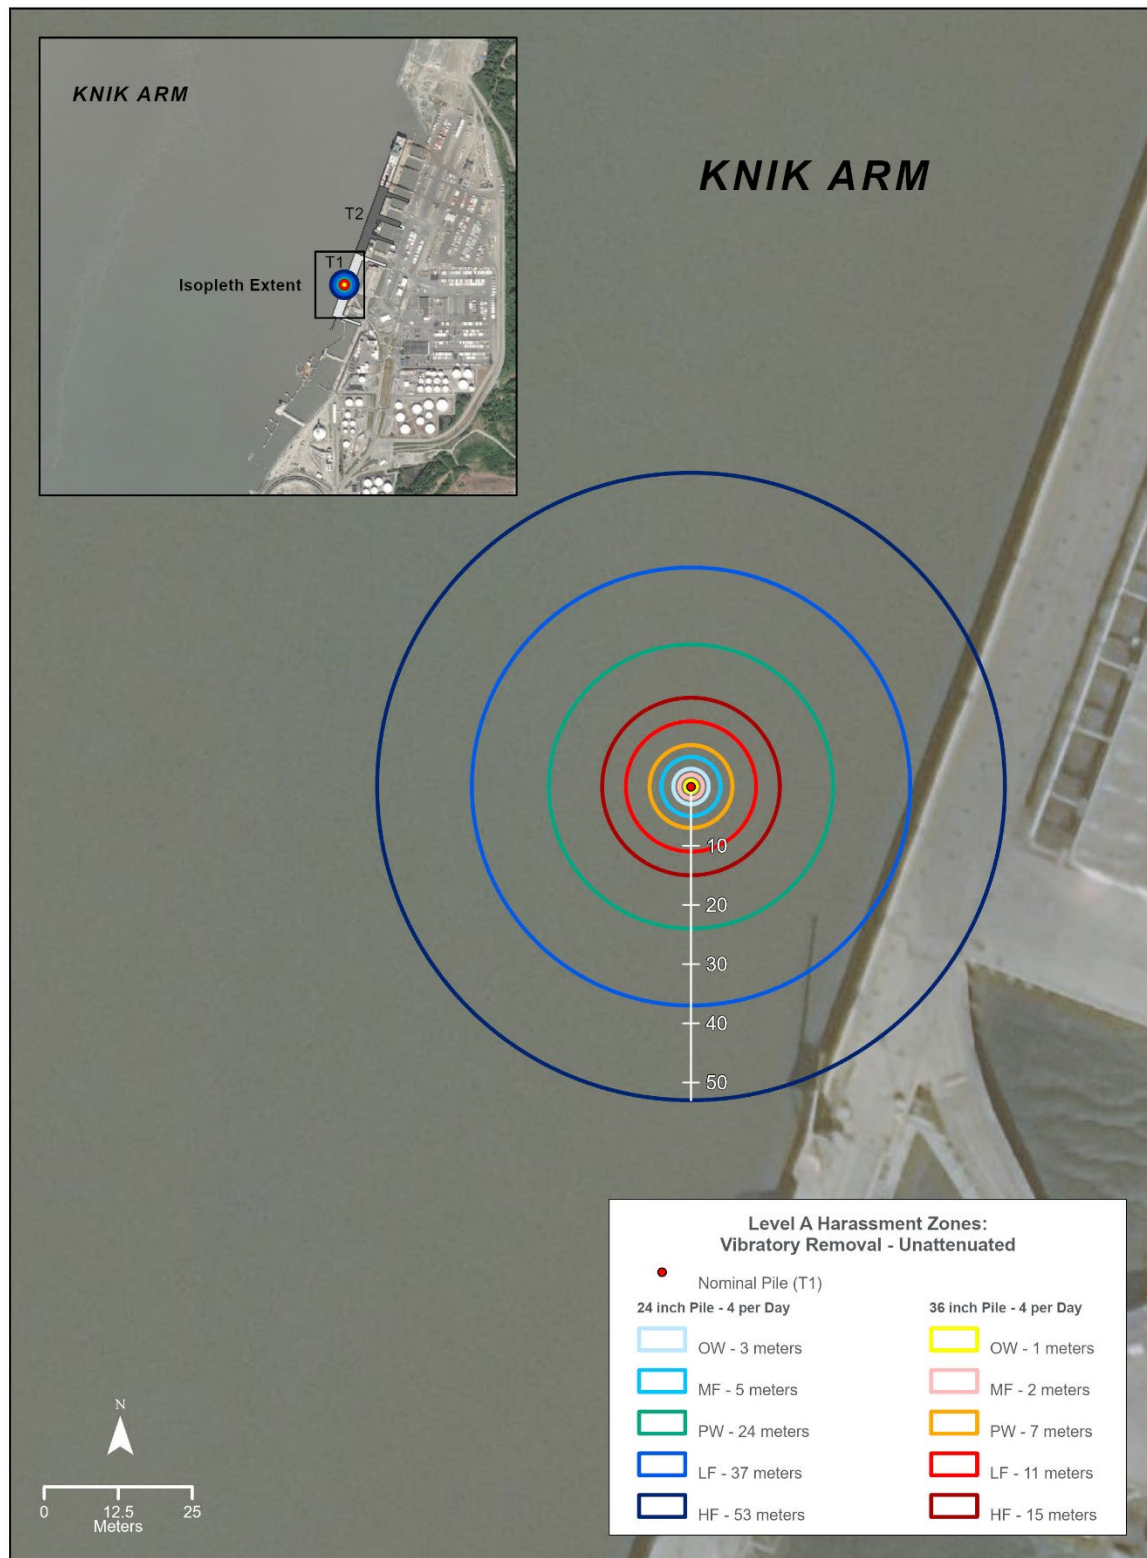 KNIK ARM
T2
T1
Isopleth Extent
KNIK ARM
10
20
30
40
50
Level A Harassment Zones:
Vibratory Removal - Unattenuated
Nominal Pile (T1)
24 inch Pile - 4 per Day
OW - 3 meters
MF - 5 meters
PW - 24 meters
LF - 37 meters
HF - 53 meters
36 inch Pile - 4 per Day
OW - 1 meters
MF - 2 meters
PW - 7 meters
LF - 11 meters
HF - 15 meters
N
0 12.5 25
Meters